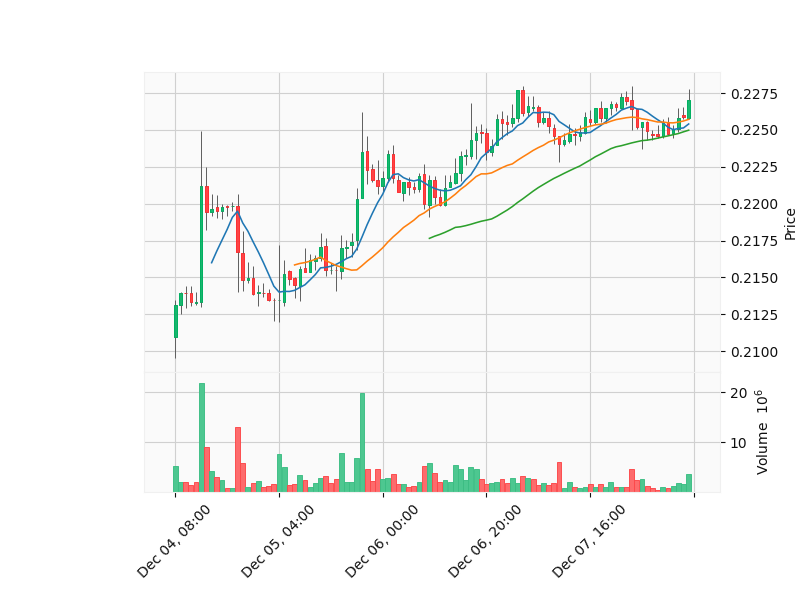 0.2275
0.2250
0.2225
0.2200
0.2175
0.2150
0.2125
0.2100
Price
20
10
Volume 10⁶
Dec 04, 08:00
Dec 05, 04:00
Dec 06, 00:00
Dec 06, 20:00
Dec 07, 16:00